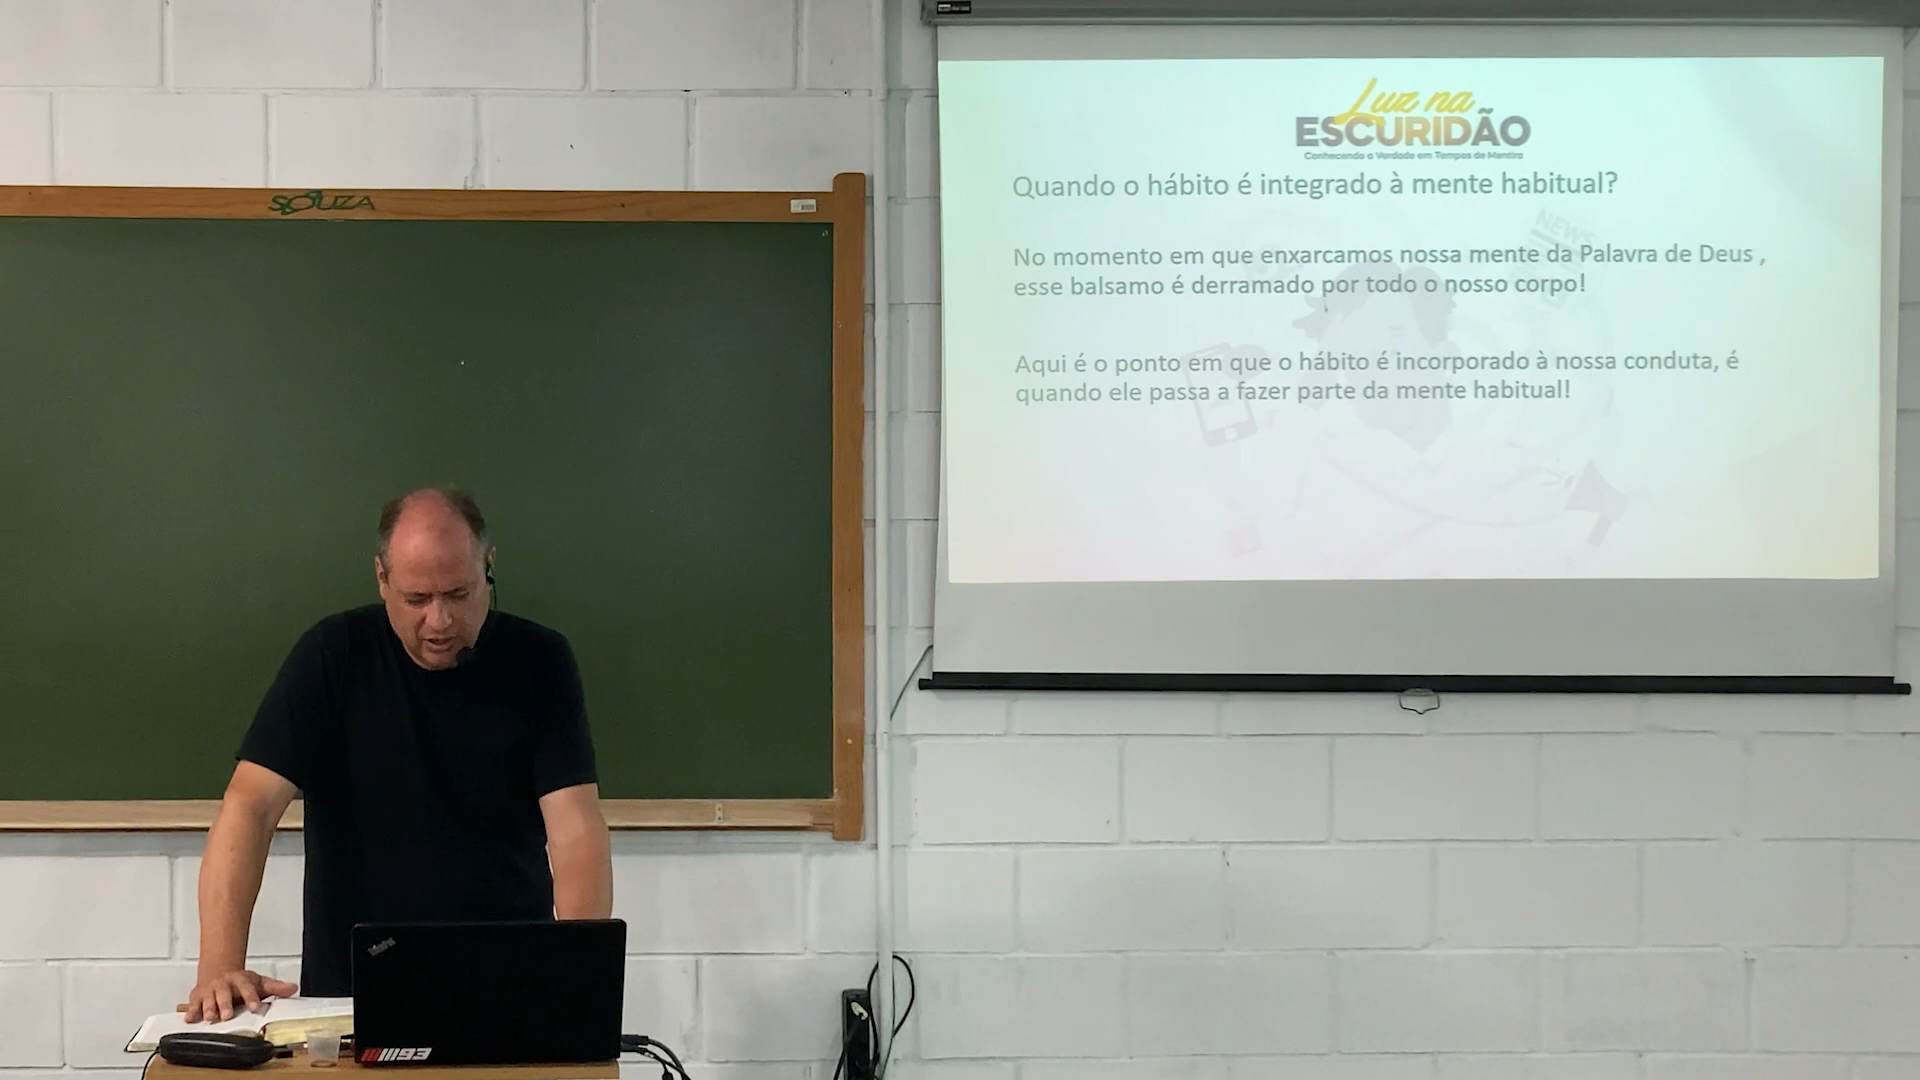 SOUZA
Luz na
ESCURIDÃO
Conhecendo a Verdade em Tempos de Mentira
Quando o hábito é integrado à mente habitual?
NEWS
No momento em que enxarcamos nossa mente da Palavra de Deus ,
esse balsamo é derramado por todo o nosso corpo!
Aqui é o ponto em que o hábito é incorporado à nossa conduta, é
quando ele passa a fazer parte da mente habitual!
93